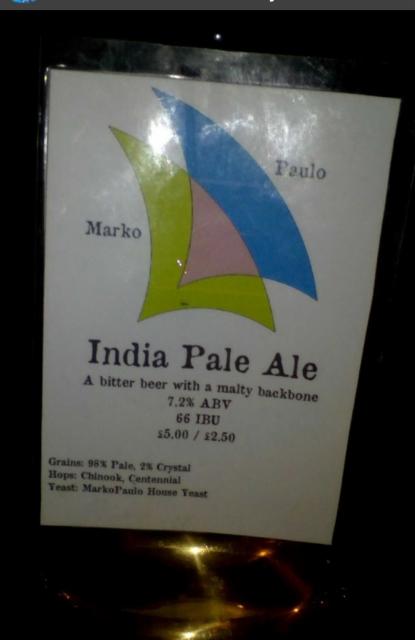 Paulo
Marko
India Pale Ale
A bitter beer with a malty backbone
7.2% ABV
66 IBU
£5.00 / £2.50
Grains: 98% Pale, 2% Crystal
Hops: Chinook, Centennial
Yeast: MarkoPaulo House Yeast